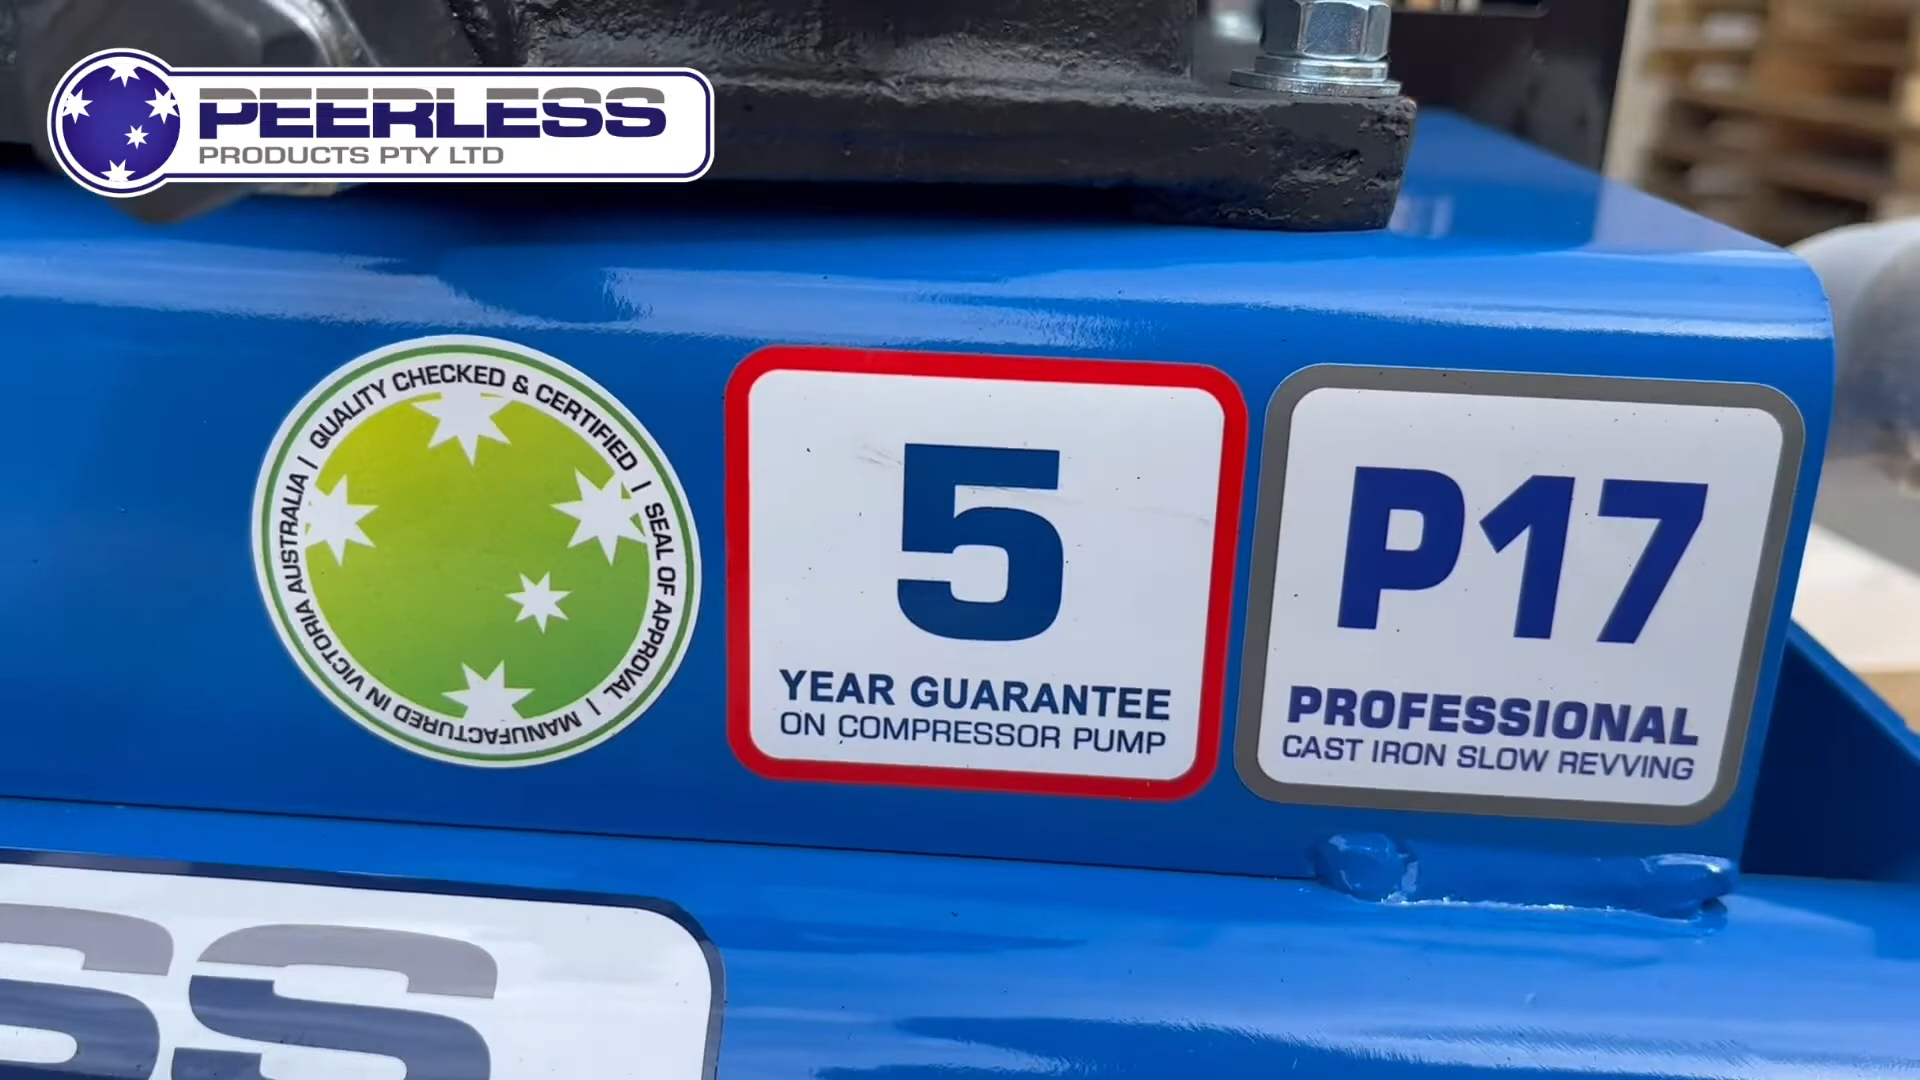 PEERLESS
PRODUCTS PTY LTD
QUALITY CHECKED & CERTIFIED | SEAL OF APPROVAL | MANUFACTURED IN VICTORIA AUSTRALIA |
5
YEAR GUARANTEE
ON COMPRESSOR PUMP
P17
PROFESSIONAL
CAST IRON SLOW REVVING
SS